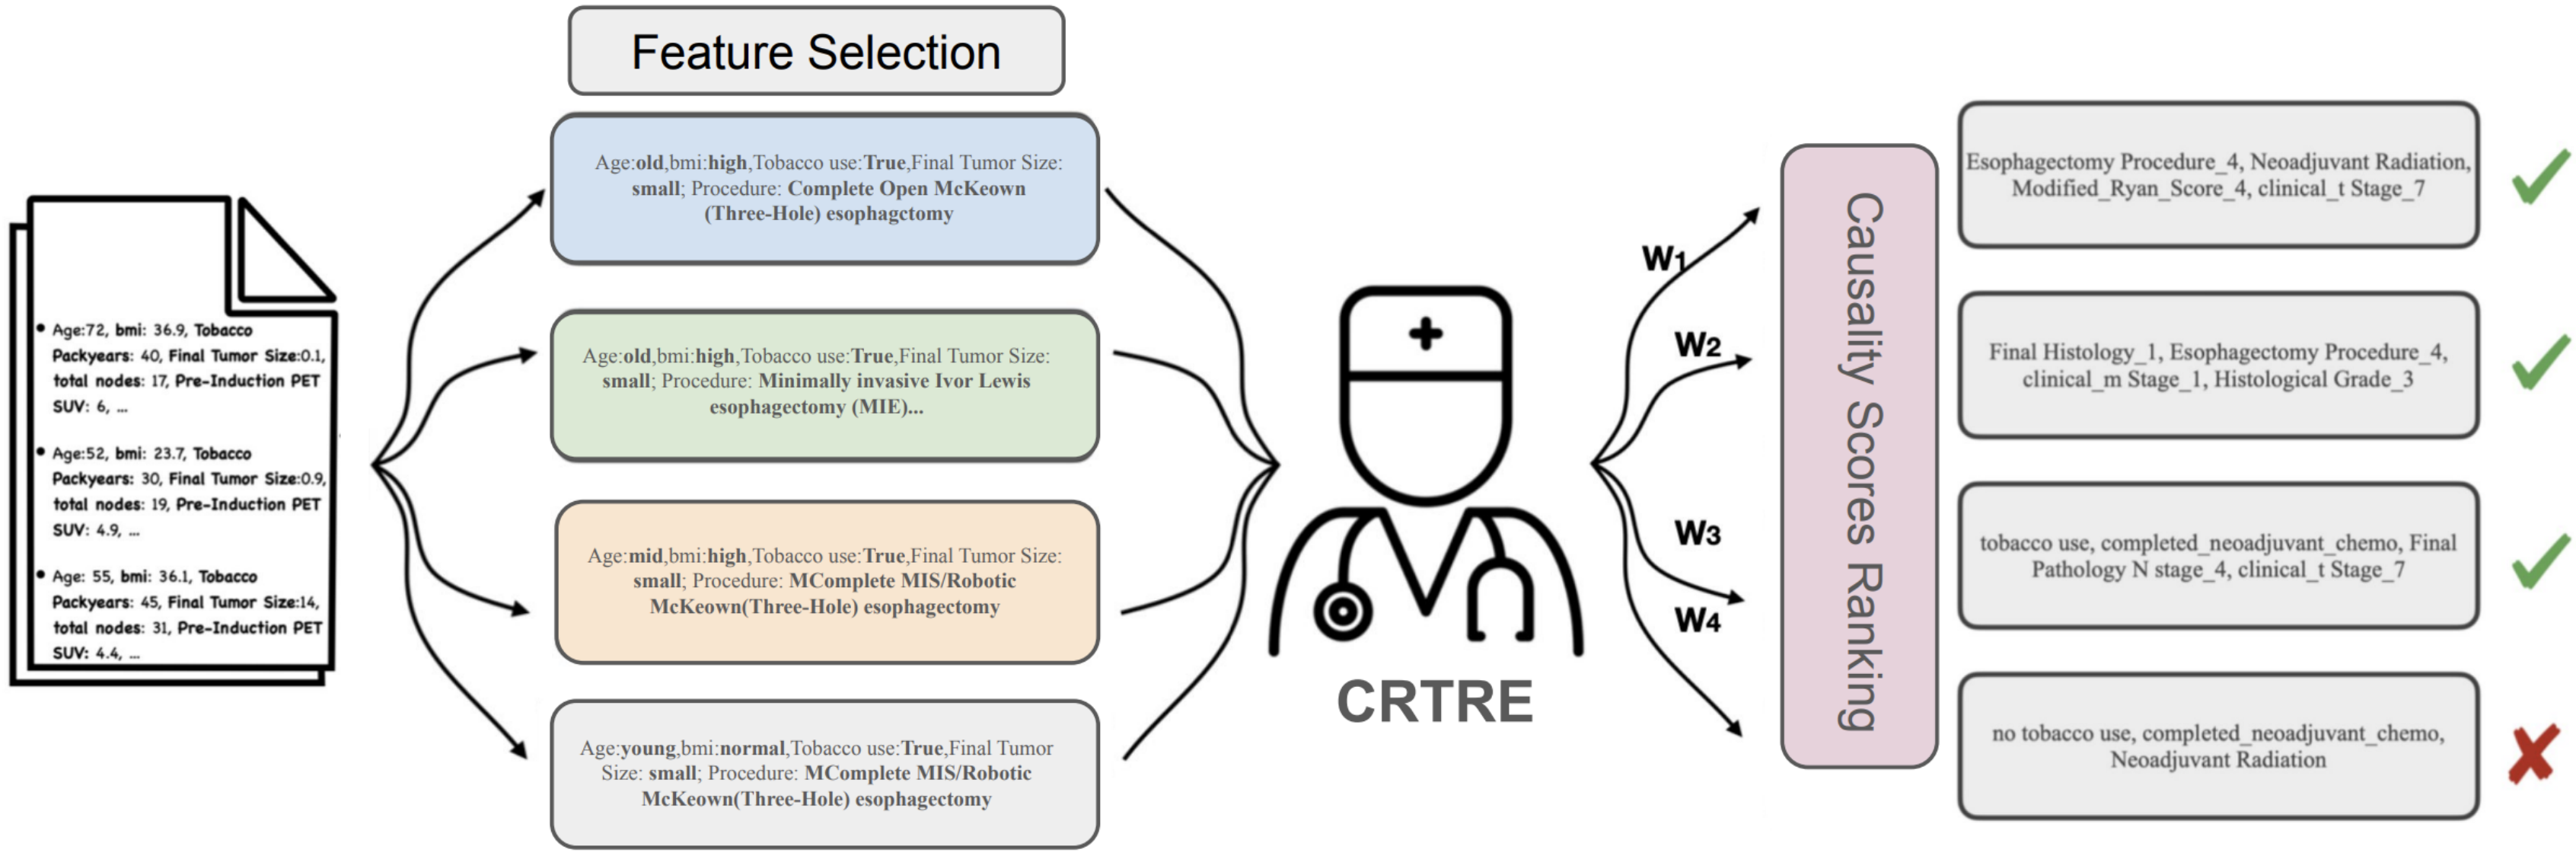 Feature Selection
Age:72, bmi: 36.9, Tobacco
Packyears: 40, Final Tumor Size:0.1,
total nodes: 17, Pre-Induction PET
SUV: 6, ...
Age:52, bmi: 23.7, Tobacco
Packyears: 30, Final Tumor Size:0.9,
total nodes: 19, Pre-Induction PET
SUV: 4.9, ...
Age: 55, bmi: 36.1, Tobacco
Packyears: 45, Final Tumor Size:14,
total nodes: 31, Pre-Induction PET
SUV: 4.4, ...
Age:old,bmi:high,Tobacco use:True,Final Tumor Size:
small; Procedure: Complete Open McKeown
(Three-Hole) esophagctomy
Age:old,bmi:high,Tobacco use:True,Final Tumor Size:
small; Procedure: Minimally invasive Ivor Lewis
esophagectomy (MIE)...
Age:mid,bmi:high,Tobacco use:True,Final Tumor Size:
small; Procedure: MComplete MIS/Robotic
McKeown(Three-Hole) esophagectomy
Age:young,bmi:normal,Tobacco use:True,Final Tumor
Size: small; Procedure: MComplete MIS/Robotic
McKeown(Three-Hole) esophagectomy
CRTRE
W1
W2
W3
W4
Causality Scores Ranking
Esophagectomy Procedure_4, Neoadjuvant Radiation,
Modified_Ryan_Score_4, clinical_t Stage_7
Final Histology_1, Esophagectomy Procedure_4,
clinical_m Stage_1, Histological Grade_3
tobacco use, completed_neoadjuvant_chemo, Final
Pathology N stage_4, clinical_t Stage_7
no tobacco use, completed_neoadjuvant_chemo,
Neoadjuvant Radiation